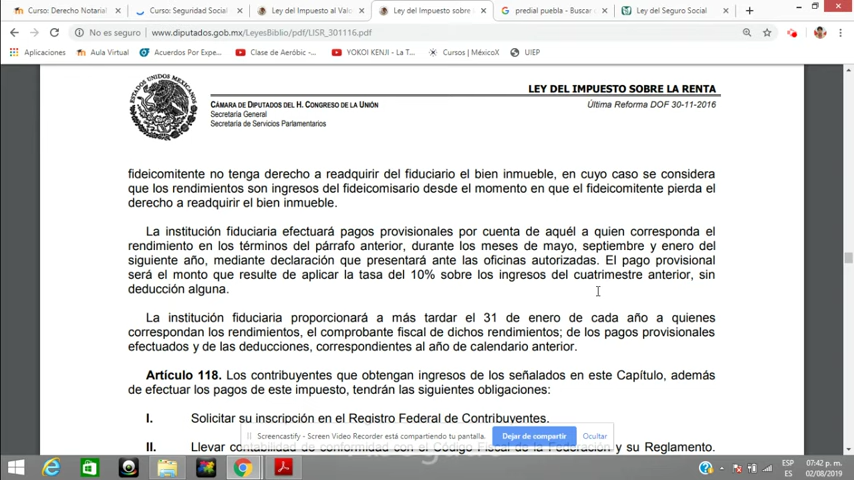 Curso: Derecho Notarial
Curso: Seguridad Social
Ley del Impuesto al Valo
Ley del Impuesto sobre
predial puebla - Buscar
Ley del Seguro Social
No es seguro
www.diputados.gob.mx/LeyesBiblio/pdf/LISR_301116.pdf
Aplicaciones
Aula Virtual
Acuerdos Por Expe...
Clase de Aeróbic -...
YOKOI KENJI - La T...
Cursos | MéxicoX
UIEP
ESTADOS UNIDOS MEXICANOS
CÁMARA DE DIPUTADOS DEL H. CONGRESO DE LA UNIÓN
Secretaría General
Secretaría de Servicios Parlamentarios
LEY DEL IMPUESTO SOBRE LA RENTA
Última Reforma DOF 30-11-2016
fideicomitente no tenga derecho a readquirir del fiduciario el bien inmueble, en cuyo caso se considera
que los rendimientos son ingresos del fideicomisario desde el momento en que el fideicomitente pierda el
derecho a readquirir el bien inmueble.
La institución fiduciaria efectuará pagos provisionales por cuenta de aquél a quien corresponda el
rendimiento en los términos del párrafo anterior, durante los meses de mayo, septiembre y enero del
siguiente año, mediante declaración que presentará ante las oficinas autorizadas. El pago provisional
será el monto que resulte de aplicar la tasa del 10% sobre los ingresos del cuatrimestre anterior, sin
deducción alguna.
La institución fiduciaria proporcionará a más tardar el 31 de enero de cada año a quienes
correspondan los rendimientos, el comprobante fiscal de dichos rendimientos; de los pagos provisionales
efectuados y de las deducciones, correspondientes al año de calendario anterior.
Artículo 118. Los contribuyentes que obtengan ingresos de los señalados en este Capítulo, además
de efectuar los pagos de este impuesto, tendrán las siguientes obligaciones:
I. Solicitar su inscripción en el Registro Federal de Contribuyentes.
II. Llevar contabilidad de conformidad con el Código Fiscal de la Federación y su Reglamento.
Screencastify - Screen Video Recorder está compartiendo tu pantalla.
Dejar de compartir
Ocultar
ESP
ES
07:42 p. m.
02/08/2019